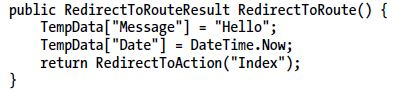 public RedirectToRouteResult RedirectToRoute() {
    TempData["Message"] = "Hello";
    TempData["Date"] = DateTime.Now;
    return RedirectToAction("Index");
}